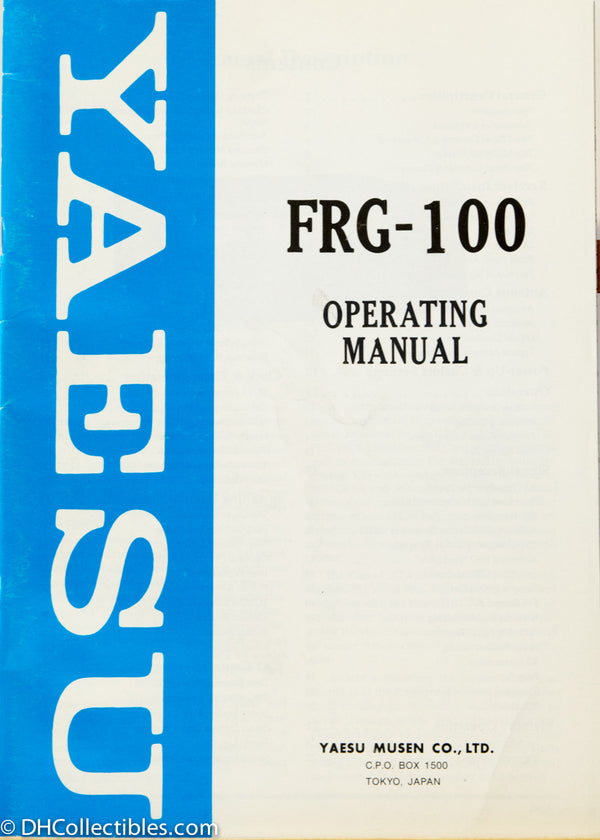 YAESU
FRG-100
OPERATING
MANUAL
YAESU MUSEN CO., LTD.
C.P.O. BOX 1500
TOKYO, JAPAN
© DHCollectibles.com